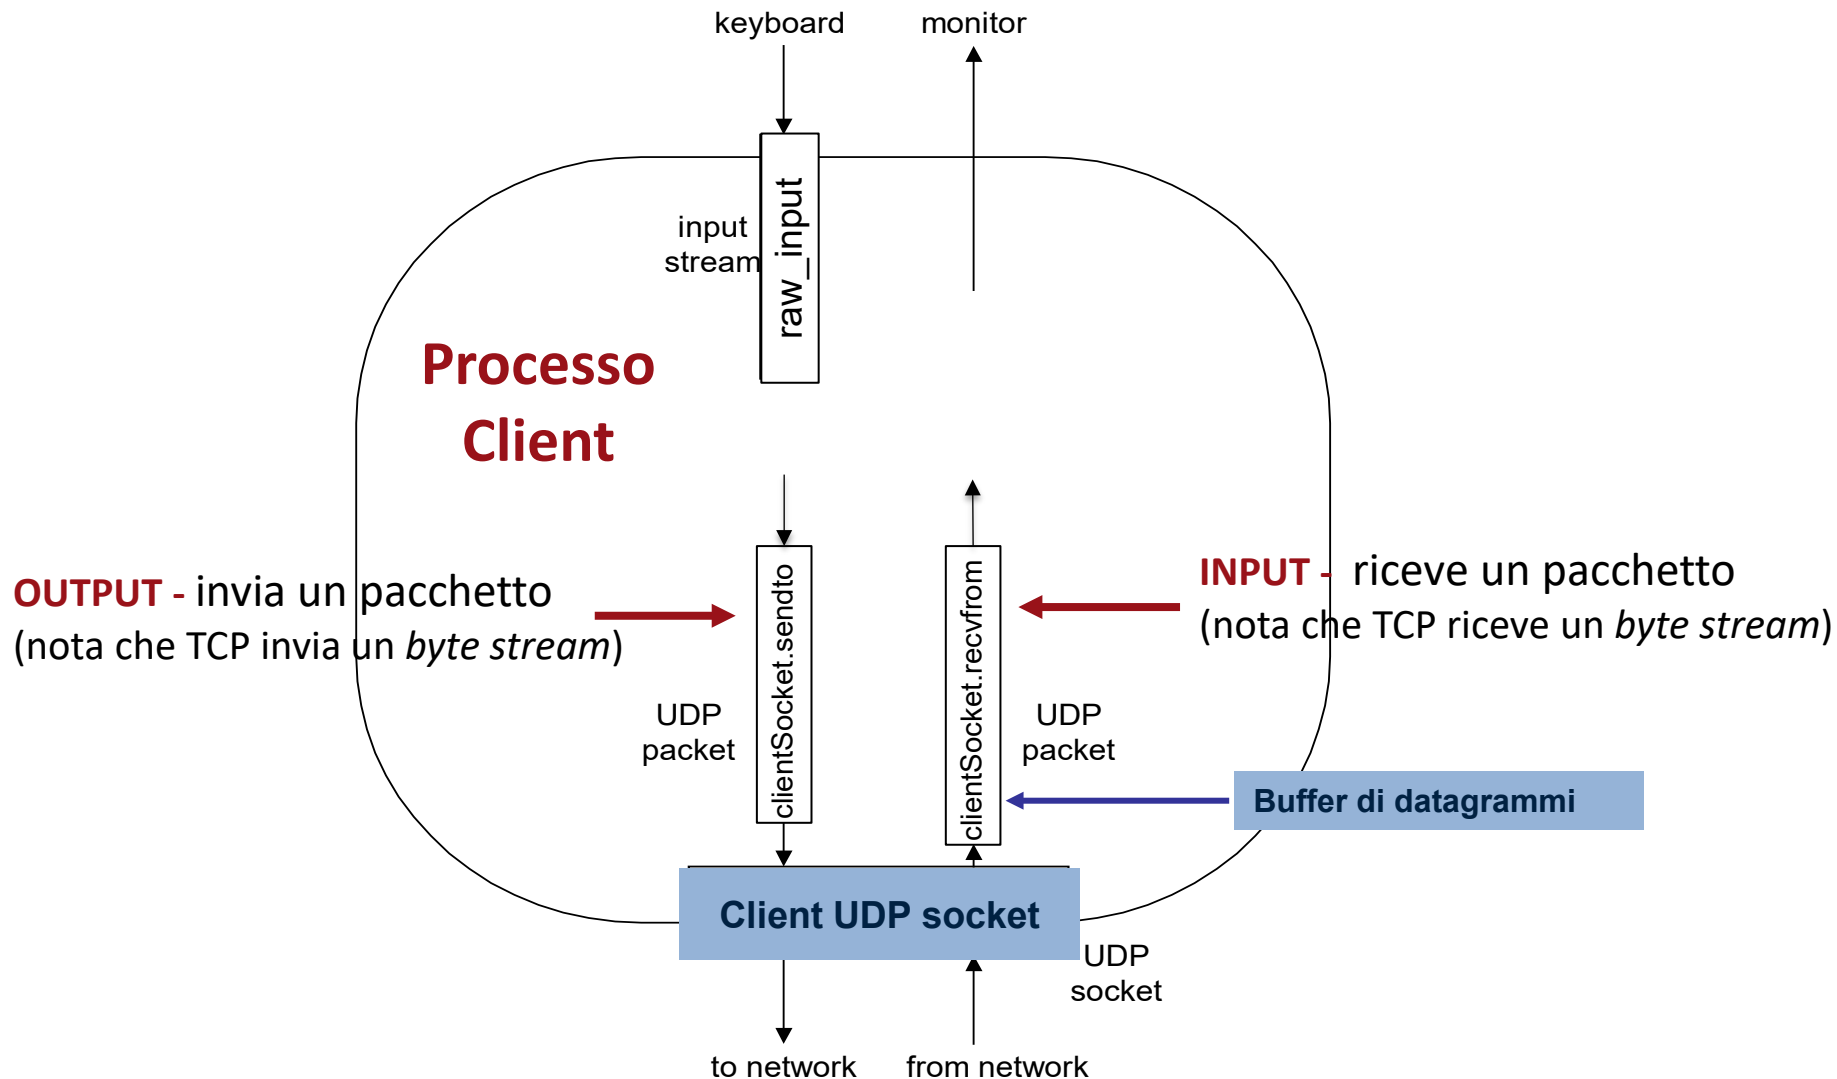 keyboard
monitor
input
stream
raw_input
Processo
Client
OUTPUT - invia un pacchetto
(nota che TCP invia un byte stream)
clientSocket.sendto
clientSocket.recvfrom
INPUT - riceve un pacchetto
(nota che TCP riceve un byte stream)
UDP
packet
UDP
packet
Buffer di datagrammi
Client UDP socket
UDP
socket
to network
from network